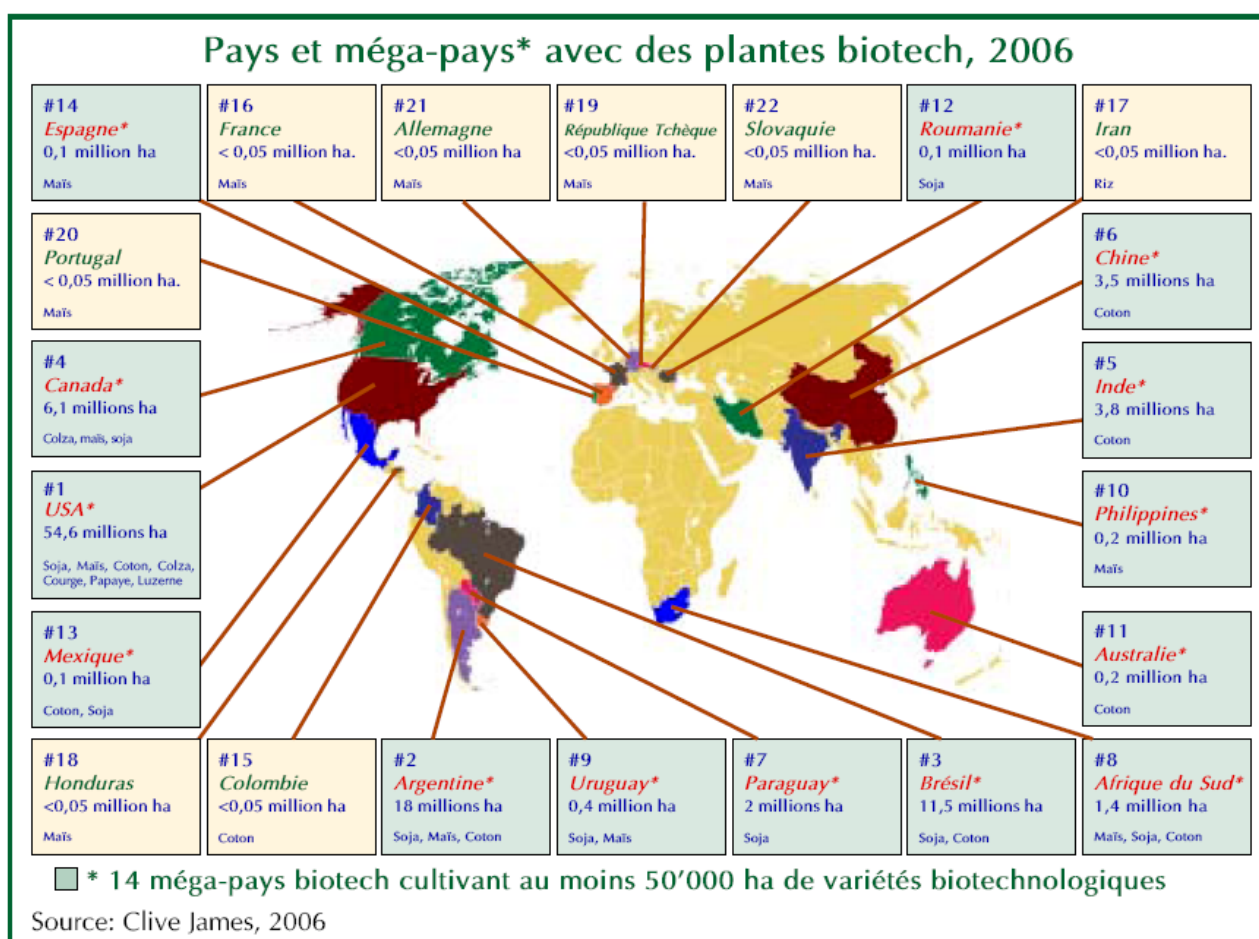 Pays et méga-pays* avec des plantes biotech, 2006
#14
Espagne*
0,1 million ha
Maïs
#16
France
< 0,05 million ha.
Maïs
#21
Allemagne
<0,05 million ha
Maïs
#19
République Tchèque
<0,05 million ha.
Maïs
#22
Slovaquie
<0,05 million ha.
Maïs
#12
Roumanie*
0,1 million ha
Soja
#17
Iran
<0,05 million ha.
Riz
#20
Portugal
< 0,05 million ha.
Maïs
#6
Chine*
3,5 millions ha
Coton
#4
Canada*
6,1 millions ha
Colza, maïs, soja
#5
Inde*
3,8 millions ha
Coton
#1
USA*
54,6 millions ha
Soja, Maïs, Coton, Colza,
Courge, Papaye, Luzerne
#10
Philippines*
0,2 million ha
Maïs
#13
Mexique*
0,1 million ha
Coton, Soja
#11
Australie*
0,2 million ha
Coton
#18
Honduras
<0,05 million ha
Maïs
#15
Colombie
<0,05 million ha
Coton
#2
Argentine*
18 millions ha
Soja, Maïs, Coton
#9
Uruguay*
0,4 million ha
Soja, Maïs
#7
Paraguay*
2 millions ha
Soja
#3
Brésil*
11,5 millions ha
Soja, Coton
#8
Afrique du Sud*
1,4 million ha
Maïs, Soja, Coton
* 14 méga-pays biotech cultivant au moins 50’000 ha de variétés biotechnologiques
Source: Clive James, 2006